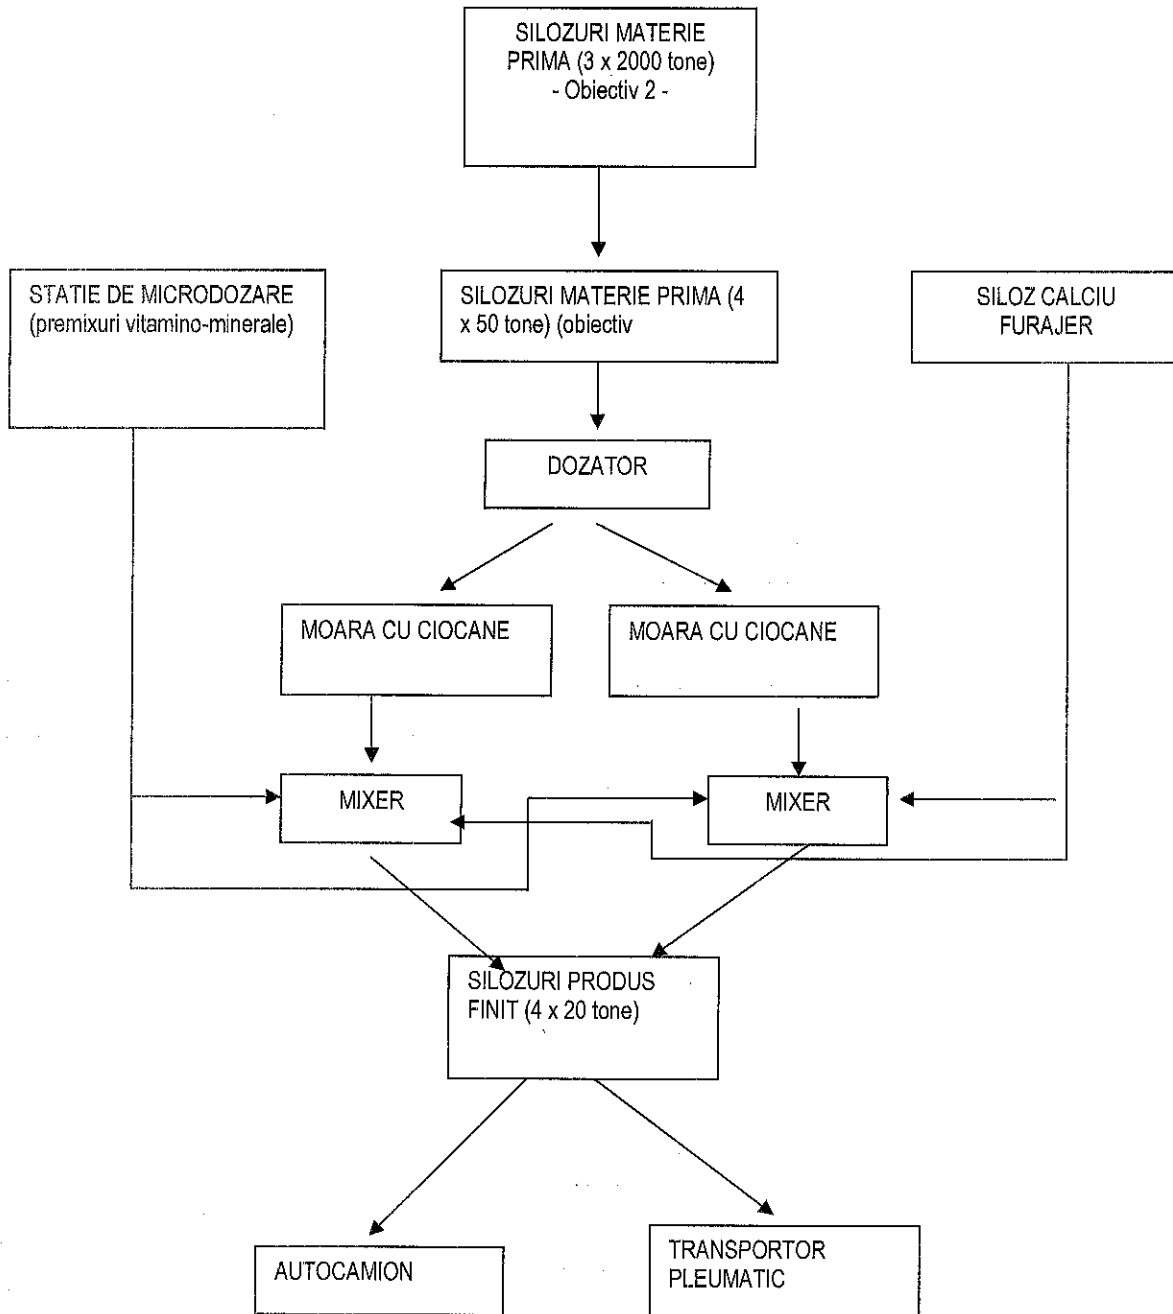 SILOZURI MATERIE
PRIMA (3 x 2000 tone)
- Obiectiv 2 -
STATIE DE MICRODOZARE
(premixuri vitamino-minerale)
SILOZURI MATERIE PRIMA (4
x 50 tone) (obiectiv
SILOZ CALCIU
FURAJER
DOZATOR
MOARA CU CIOCANE
MOARA CU CIOCANE
MIXER
MIXER
SILOZURI PRODUS
FINIT (4 x 20 tone)
AUTOCAMION
TRANSPORTOR
PLEUMATIC